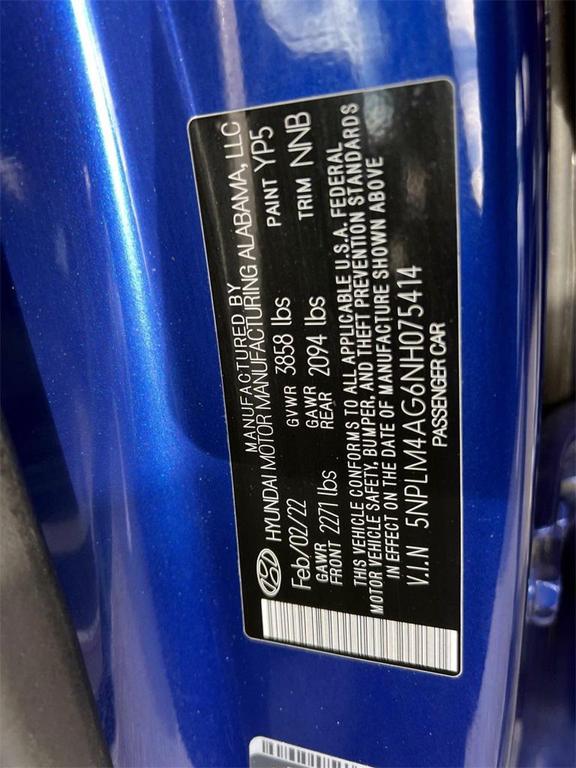 MANUFACTURED BY
HYUNDAI MOTOR MANUFACTURING ALABAMA, LLC
Feb/02/22 GVWR 3858 lbs PAINT YP5
GAWR FRONT 2271 lbs GAWR REAR 2094 lbs TRIM NNB
THIS VEHICLE CONFORMS TO ALL APPLICABLE U.S.A. FEDERAL
MOTOR VEHICLE SAFETY, BUMPER, AND THEFT PREVENTION STANDARDS
IN EFFECT ON THE DATE OF MANUFACTURE SHOWN ABOVE
V.I.N 5NPLM4AG6NH075414
PASSENGER CAR